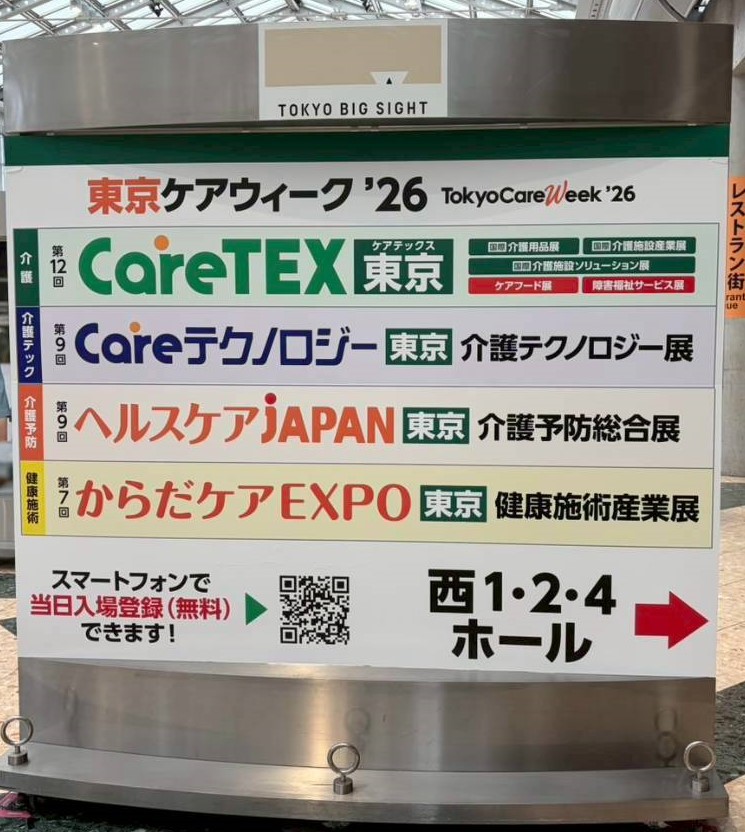 TOKYO BIG SIGHT
東京ケアウィーク ’26 TokyoCareWeek ’26
介護 第12回 CareTEX ケアテックス 東京
国際 介護用品展 国際 介護施設産業展
国際 介護施設ソリューション展
ケアフード展 障害福祉サービス展
介護テック 第9回 Careテクノロジー 東京 介護テクノロジー展
介護予防 第9回 ヘルスケアJAPAN 東京 介護予防総合展
健康施術 第7回 からだケアEXPO 東京 健康施術産業展
スマートフォンで
当日入場登録(無料)
できます!
西1・2・4
ホール
レストラン街